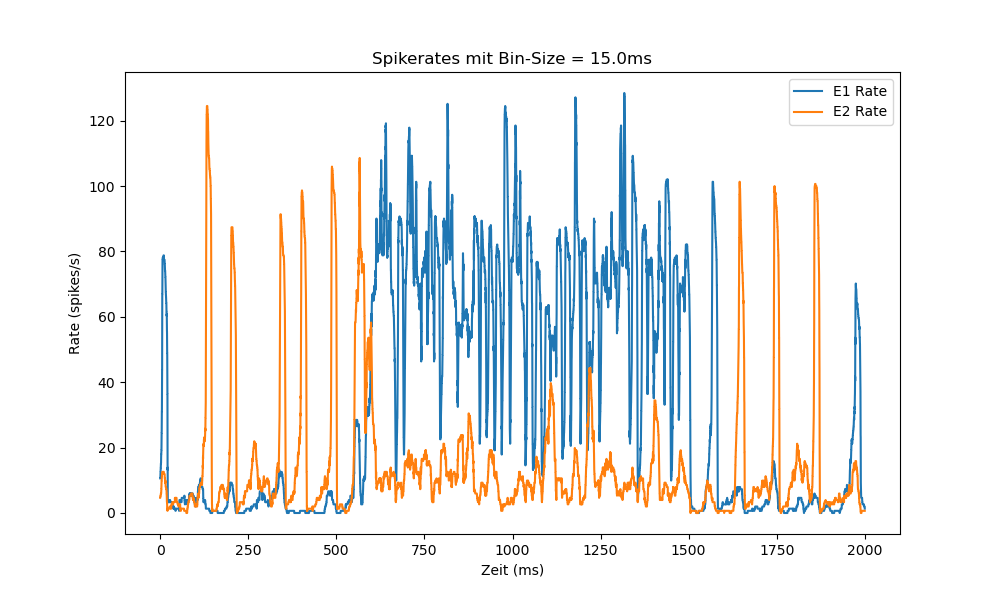 Spikerates mit Bin-Size = 15.0ms
E1 Rate
E2 Rate
120
100
80
60
40
20
0
Rate (spikes/s)
0 250 500 750 1000 1250 1500 1750 2000
Zeit (ms)